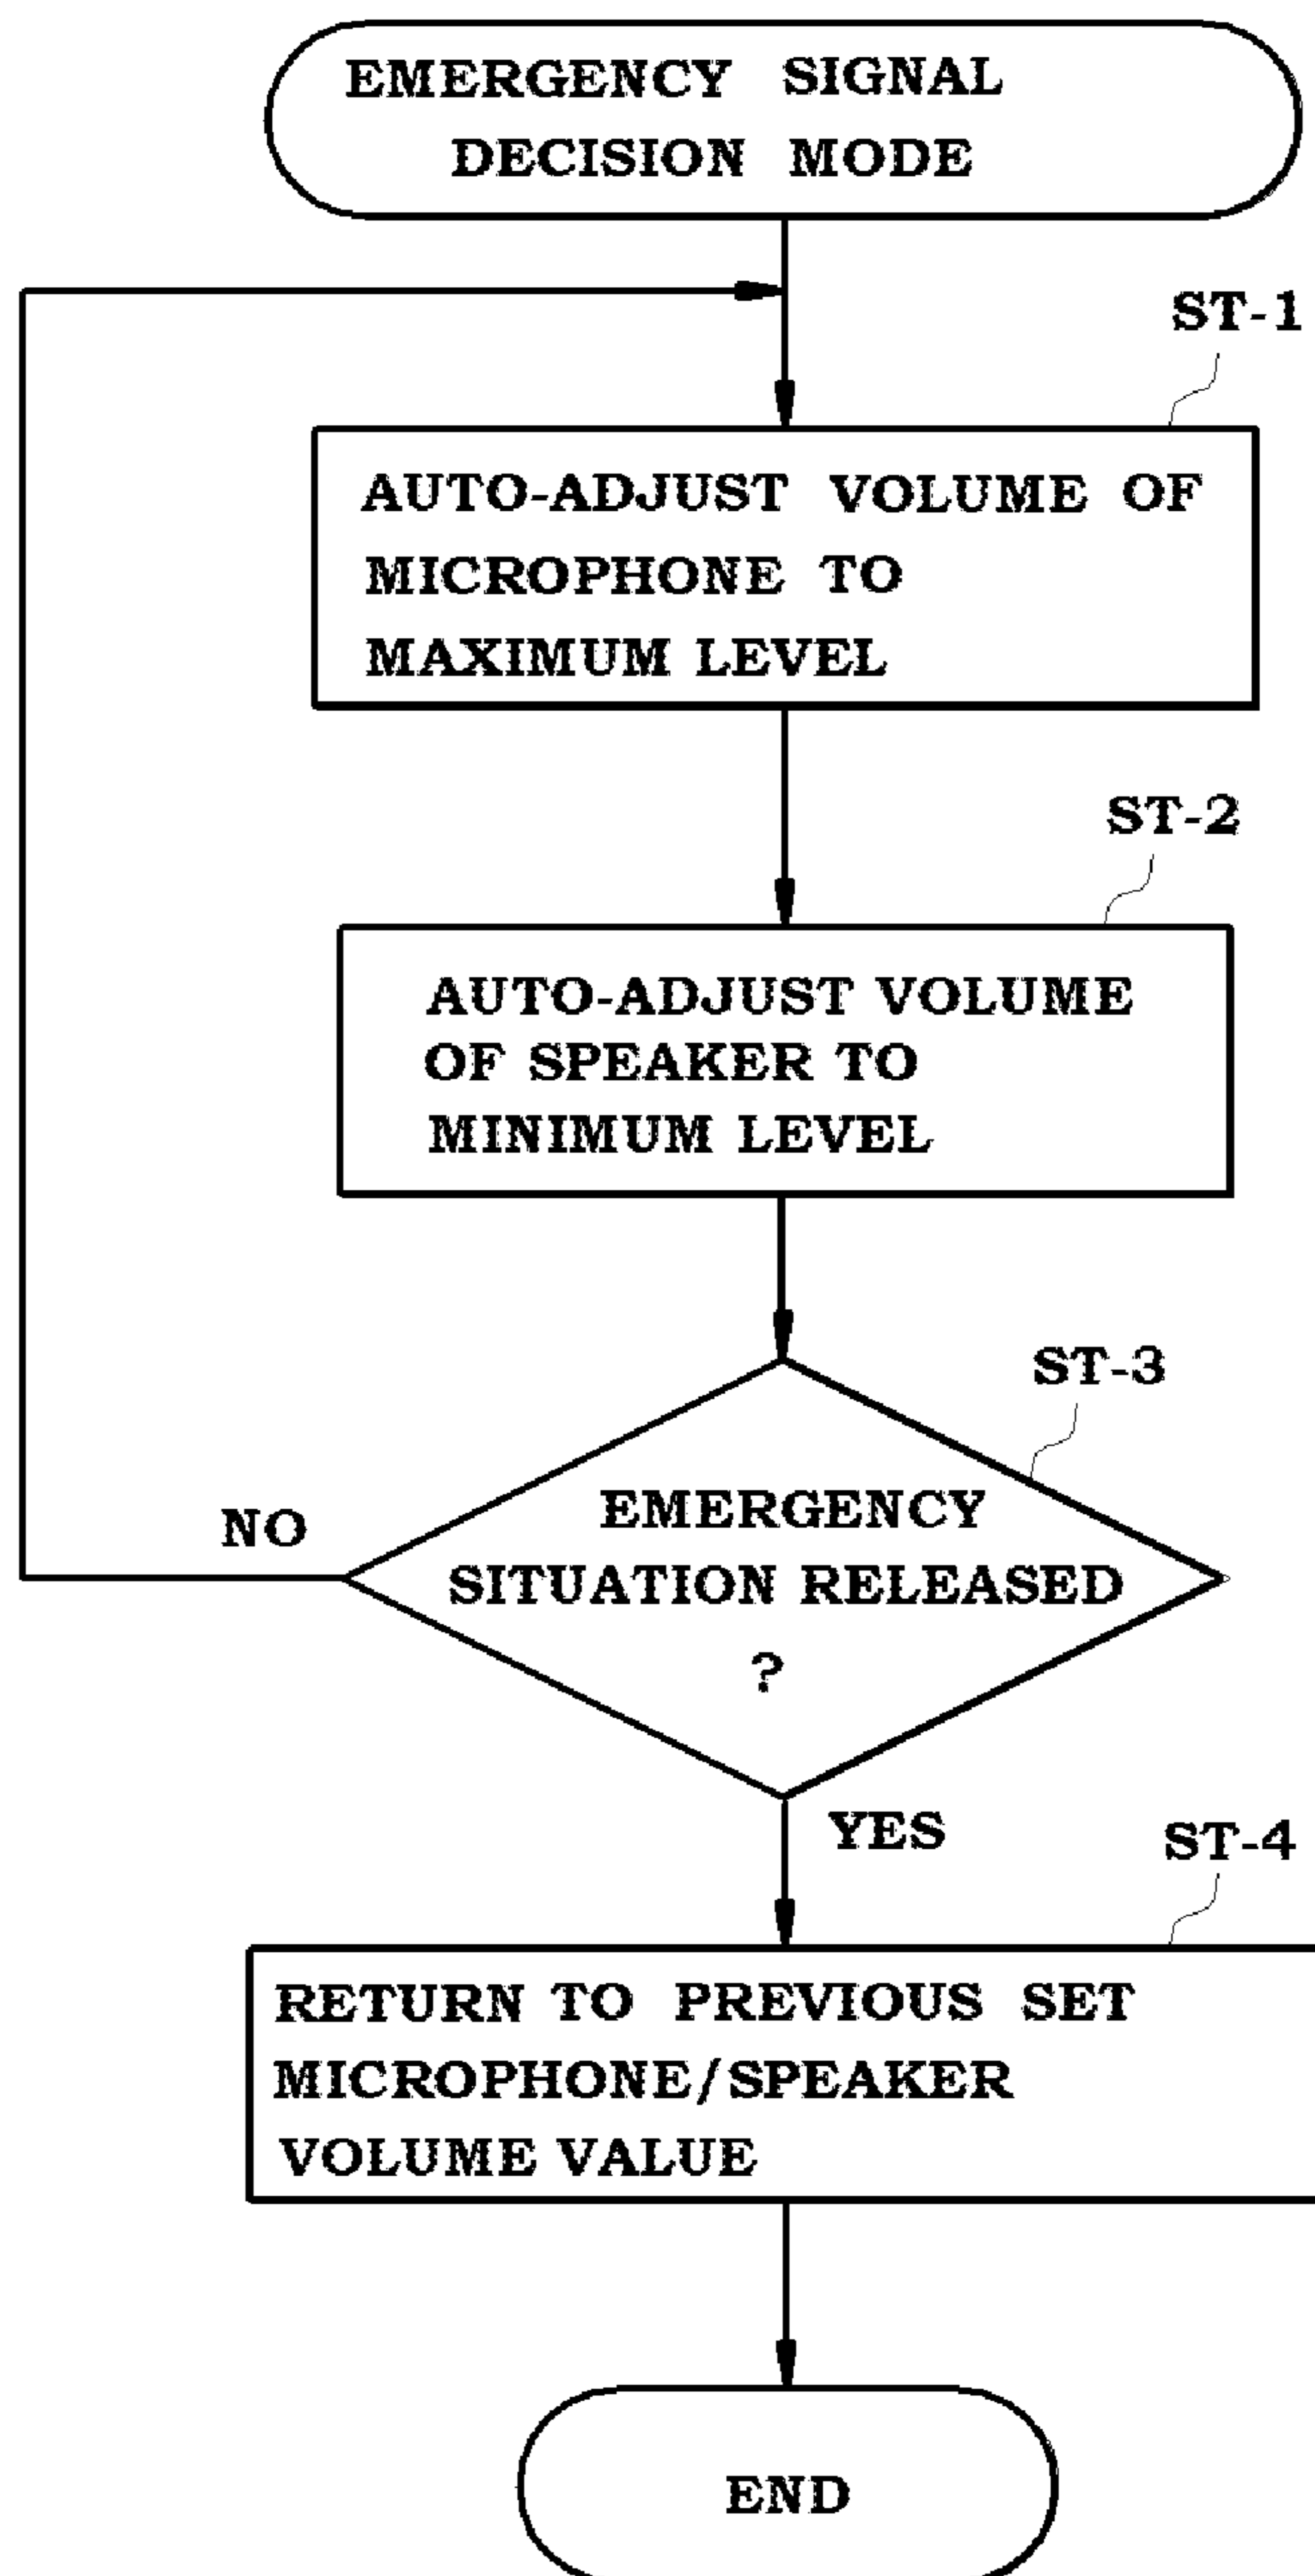 EMERGENCY SIGNAL
DECISION MODE
ST-1
AUTO-ADJUST VOLUME OF
MICROPHONE TO
MAXIMUM LEVEL
ST-2
AUTO-ADJUST VOLUME
OF SPEAKER TO
MINIMUM LEVEL
ST-3
EMERGENCY
SITUATION RELEASED
?
NO
YES
ST-4
RETURN TO PREVIOUS SET
MICROPHONE/SPEAKER
VOLUME VALUE
END